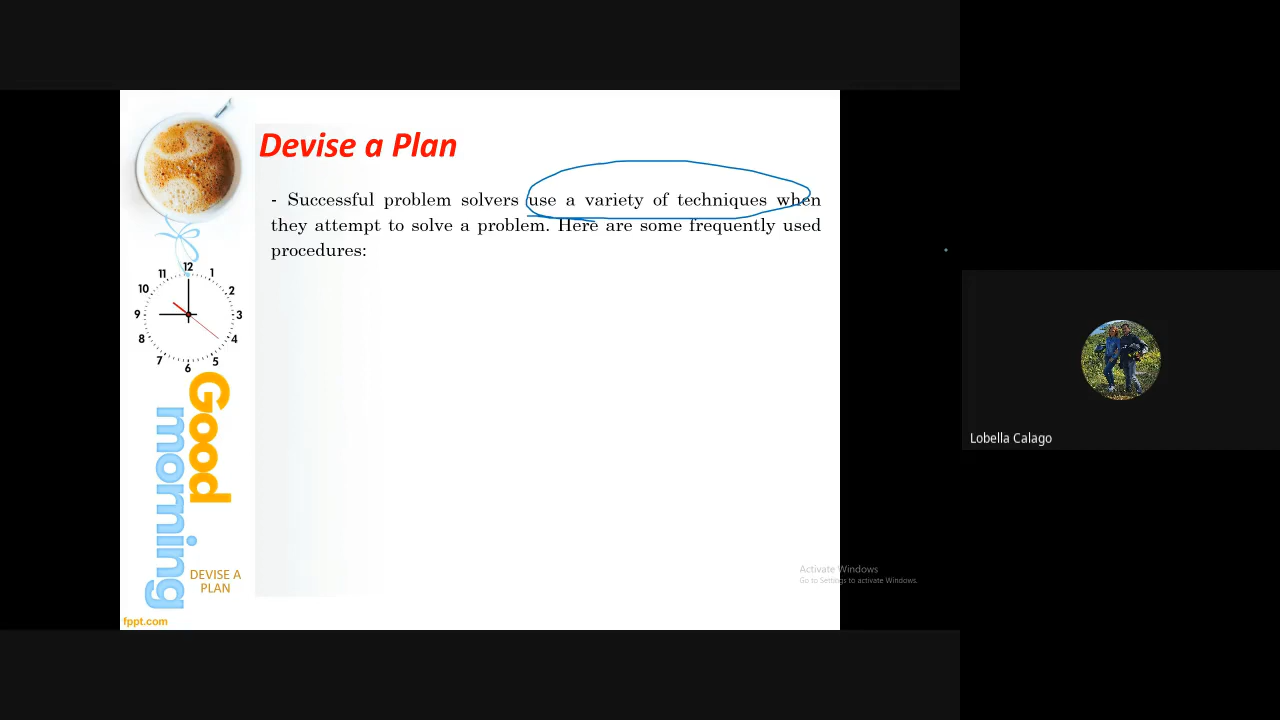 Devise a Plan
- Successful problem solvers use a variety of techniques when
they attempt to solve a problem. Here are some frequently used
procedures:
12
1
2
3
4
5
6
7
8
9
10
11
Good
morning
DEVISE A
PLAN
fppt.com
Activate Windows
Go to Settings to activate Windows.
Lobella Calago